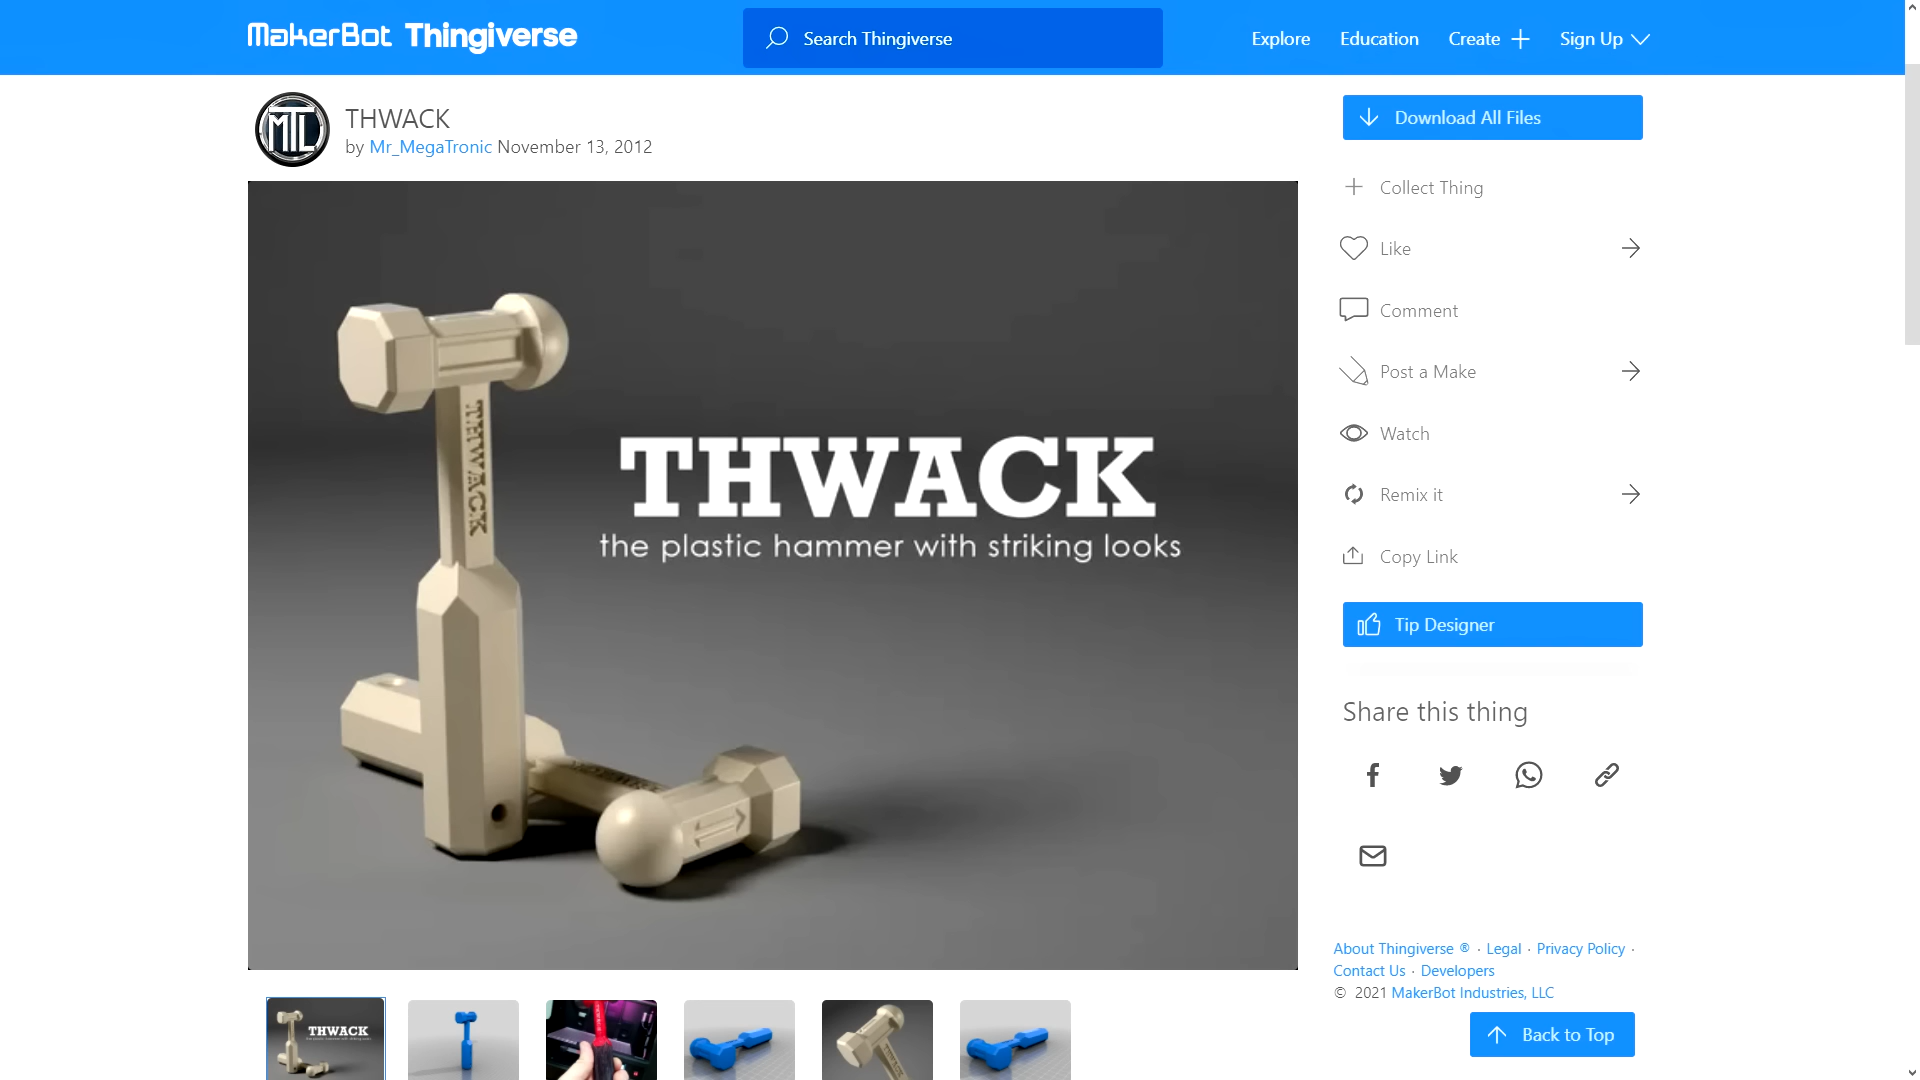 MakerBot Thingiverse
Search Thingiverse
Explore
Education
Create
Sign Up
MTL
THWACK
by Mr_MegaTronic November 13, 2012
THWACK
THWACK
the plastic hammer with striking looks
THWACK
Download All Files
Collect Thing
Like
Comment
Post a Make
Watch
Remix it
Copy Link
Tip Designer
Share this thing
About Thingiverse ® · Legal · Privacy Policy ·
Contact Us · Developers
© 2021 MakerBot Industries, LLC
Back to Top